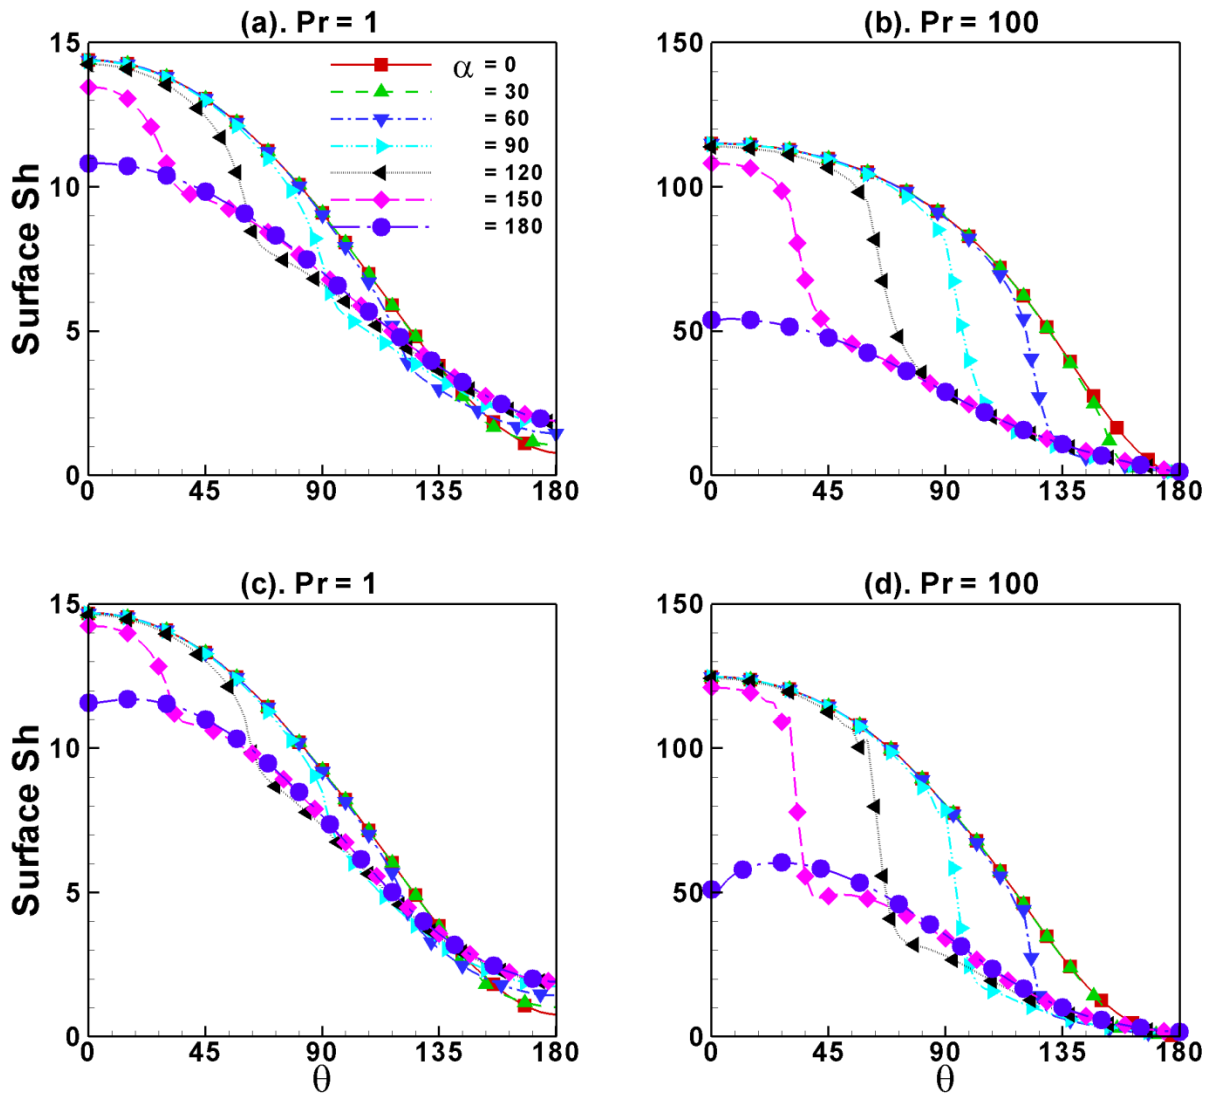 (a). Pr = 1
(b). Pr = 100
Surface Sh
15
10
5
0
0 45 90 135 180
α = 0
= 30
= 60
= 90
= 120
= 150
= 180
150
100
50
0
0 45 90 135 180
(c). Pr = 1
(d). Pr = 100
Surface Sh
15
10
5
0
0 45 90 135 180
θ
150
100
50
0
0 45 90 135 180
θ